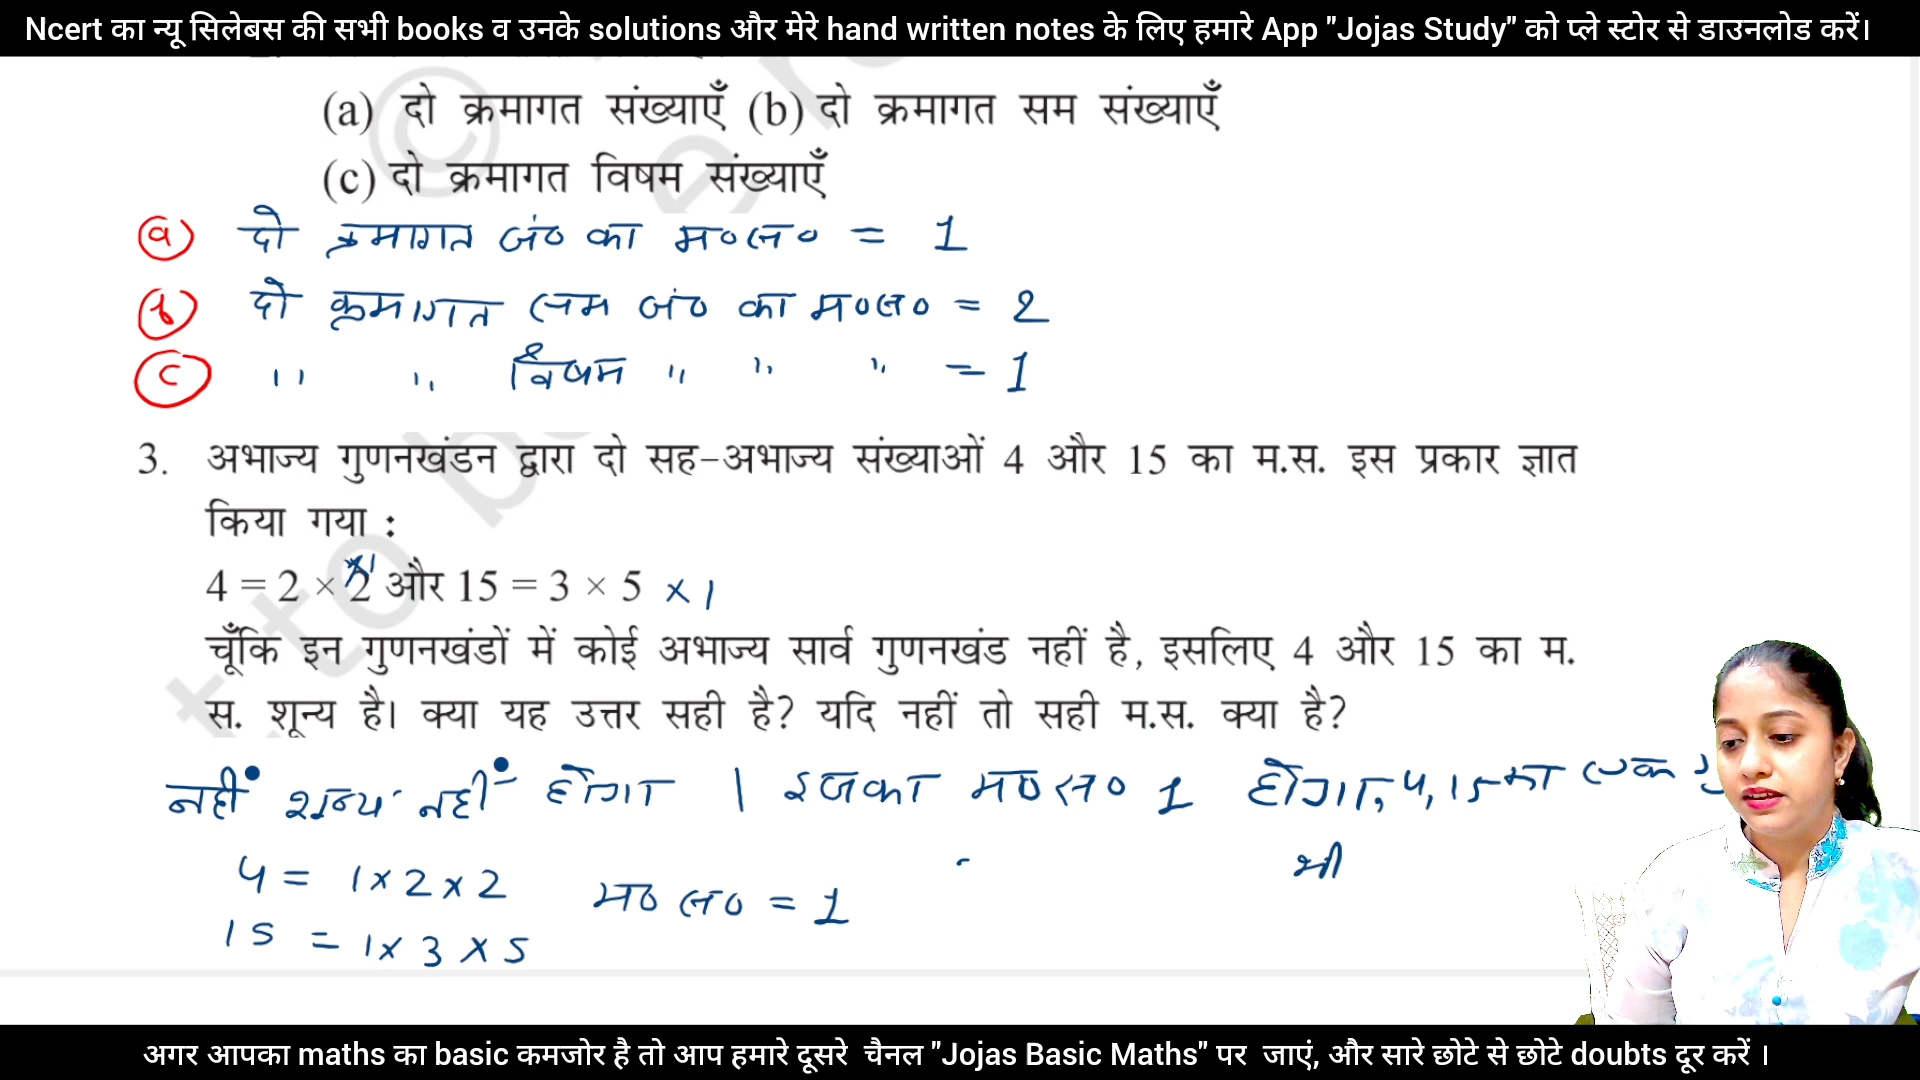 Ncert का न्यू सिलेबस की सभी books व उनके solutions और मेरे hand written notes के लिए हमारे App "Jojas Study" को प्ले स्टोर से डाउनलोड करें।
(a) दो क्रमागत संख्याएँ (b) दो क्रमागत सम संख्याएँ
(c) दो क्रमागत विषम संख्याएँ
(a) दो क्रमागत सं० का म०स० = 1
(b) दो क्रमागत सम सं० का म०स० = 2
(c) " " विषम " " " = 1
3. अभाज्य गुणनखंडन द्वारा दो सह-अभाज्य संख्याओं 4 और 15 का म.स. इस प्रकार ज्ञात
किया गया :
4 = 2 × 2 ×1 और 15 = 3 × 5 × 1
चूँकि इन गुणनखंडों में कोई अभाज्य सार्व गुणनखंड नहीं है, इसलिए 4 और 15 का म.
स. शून्य है। क्या यह उत्तर सही है? यदि नहीं तो सही म.स. क्या है?
नहीं शून्य नहीं होगा | इसका म०स० 1 होगा, 4, 15 का एक
भी
4 = 1 × 2 × 2 म० स० = 1
15 = 1 × 3 × 5
अगर आपका maths का basic कमजोर है तो आप हमारे दूसरे चैनल "Jojas Basic Maths" पर जाएं, और सारे छोटे से छोटे doubts दूर करें ।